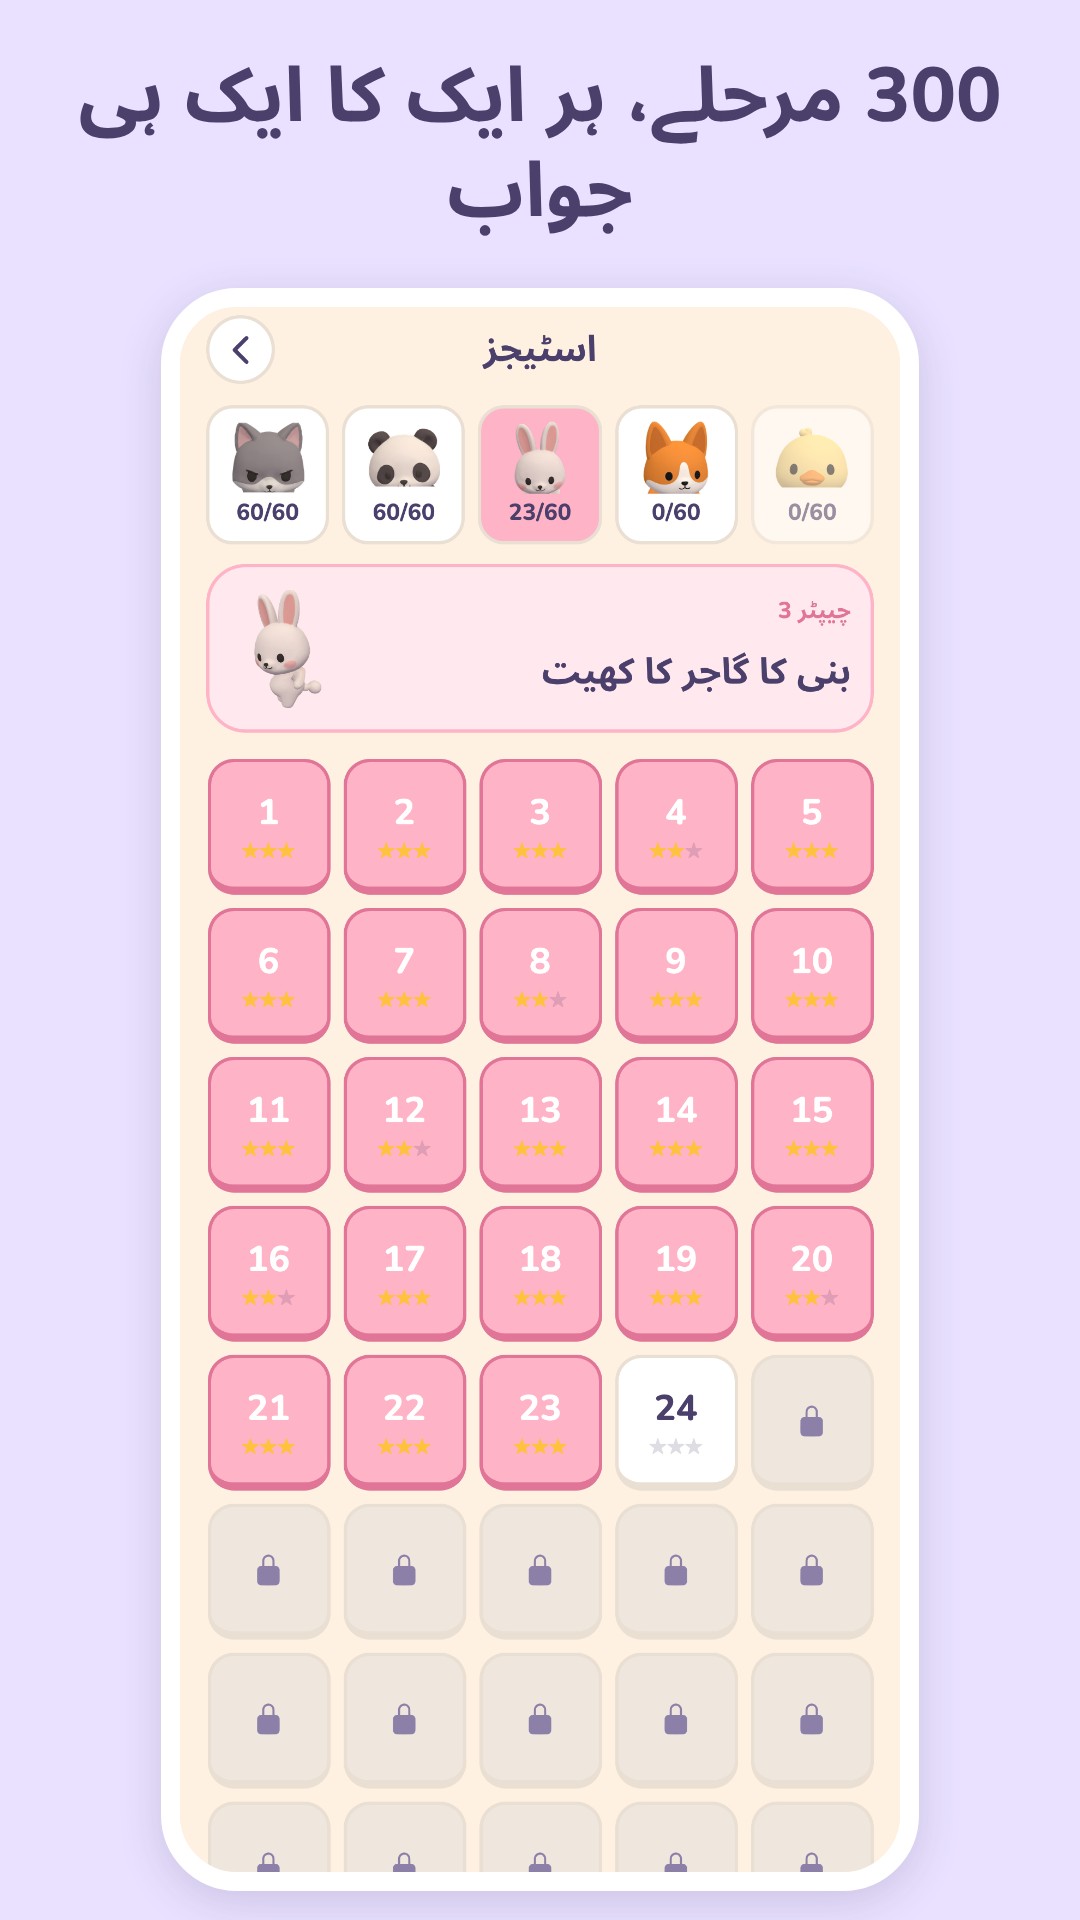 300 مرحلے، ہر ایک کا ایک ہی
جواب
اسٹیجز
60/60 60/60 23/60 0/60 0/60
چیپٹر 3
بنی کا گاجر کا کھیت
1 2 3 4 5
6 7 8 9 10
11 12 13 14 15
16 17 18 19 20
21 22 23 24